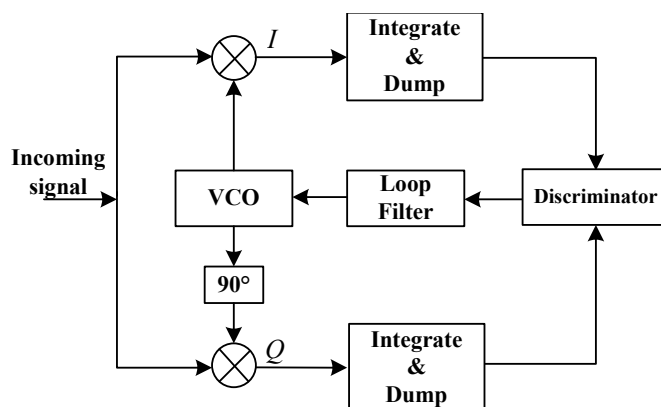 I
Integrate
&
Dump
Incoming
signal
VCO
Loop
Filter
Discriminator
90°
Q
Integrate
&
Dump